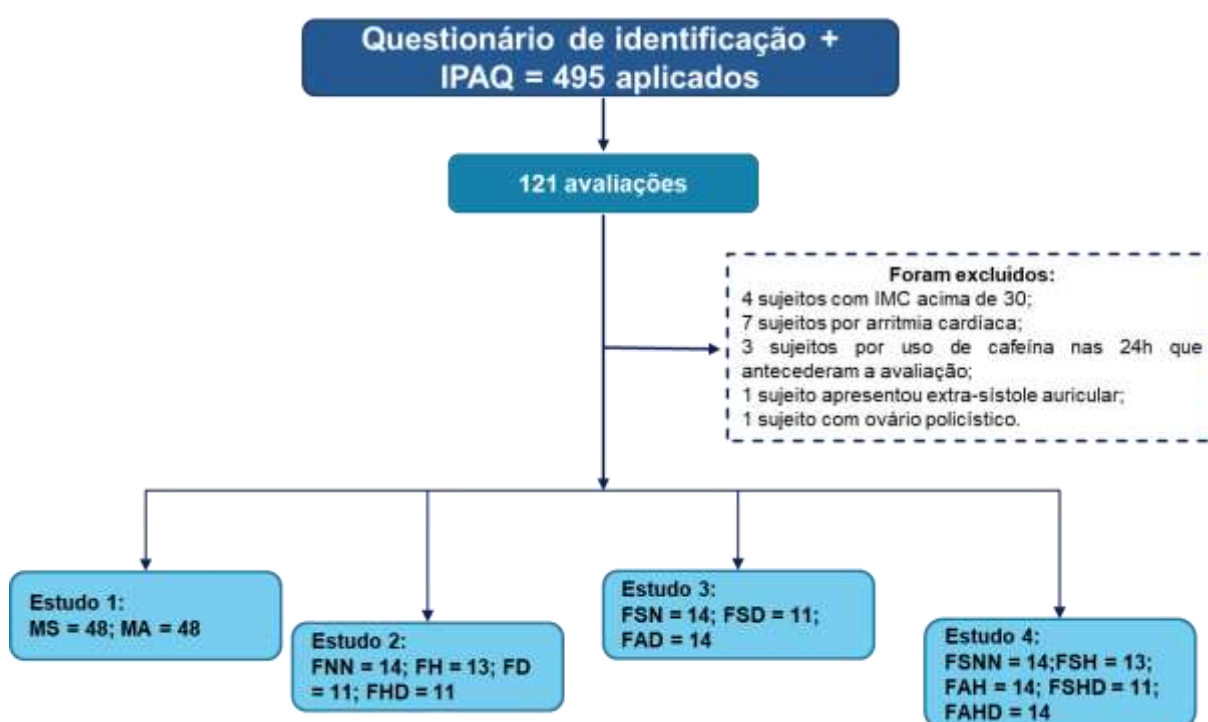 Questionário de identificação +
IPAQ = 495 aplicados
121 avaliações
Foram excluídos:
4 sujeitos com IMC acima de 30;
7 sujeitos por arritmia cardíaca;
3 sujeitos por uso de cafeína nas 24h que
antecederam a avaliação;
1 sujeito apresentou extra-sístole auricular;
1 sujeito com ovário policístico.
Estudo 1:
MS = 48; MA = 48
Estudo 2:
FNN = 14; FH = 13; FD
= 11; FHD = 11
Estudo 3:
FSN = 14; FSD = 11;
FAD = 14
Estudo 4:
FSNN = 14;FSH = 13;
FAH = 14; FSHD = 11;
FAHD = 14